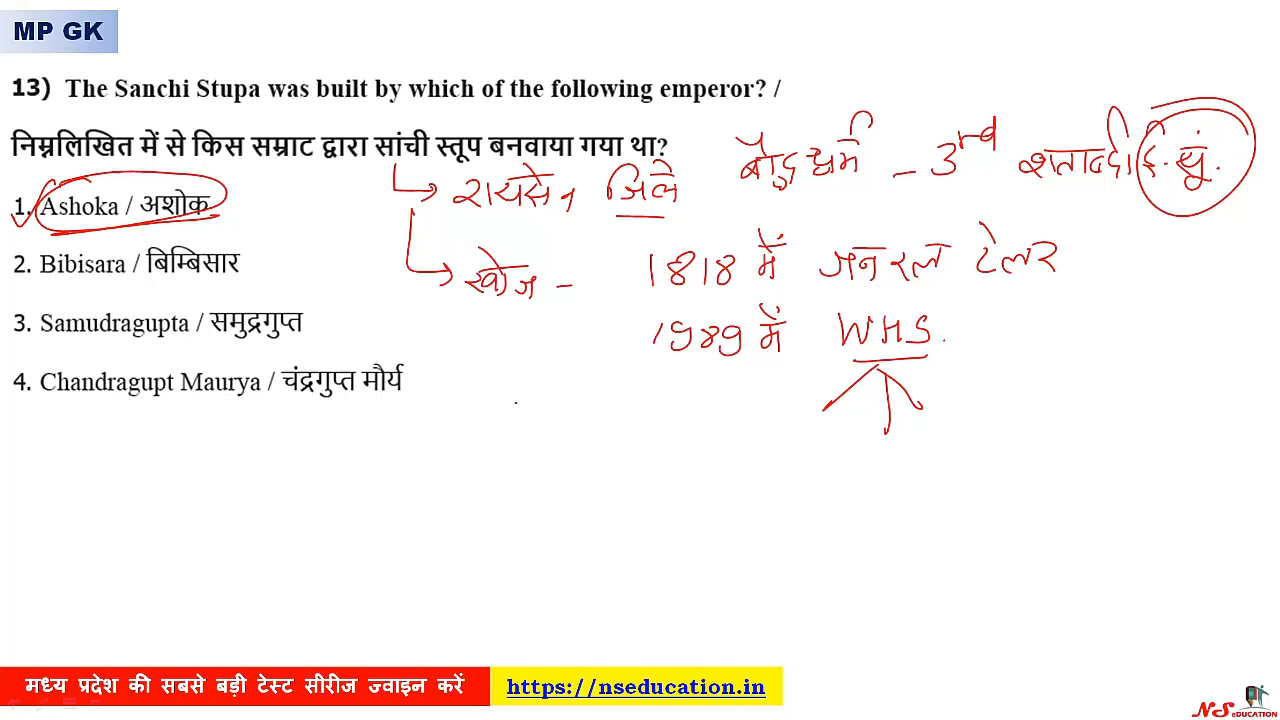 MP GK
13) The Sanchi Stupa was built by which of the following emperor? /
निम्नलिखित में से किस सम्राट द्वारा सांची स्तूप बनवाया गया था?
बौद्ध धर्म - 3rd शताब्दी ई. पू.
→ रायसेन जिले
1. Ashoka / अशोक
2. Bibisara / बिम्बिसार
→ खोज - 1818 में जनरल टेलर
3. Samudragupta / समुद्रगुप्त
1989 में WHS.
4. Chandragupt Maurya / चंद्रगुप्त मौर्य
मध्य प्रदेश की सबसे बड़ी टेस्ट सीरीज ज्वाइन करें
https://nseducation.in
NS eDUCATION